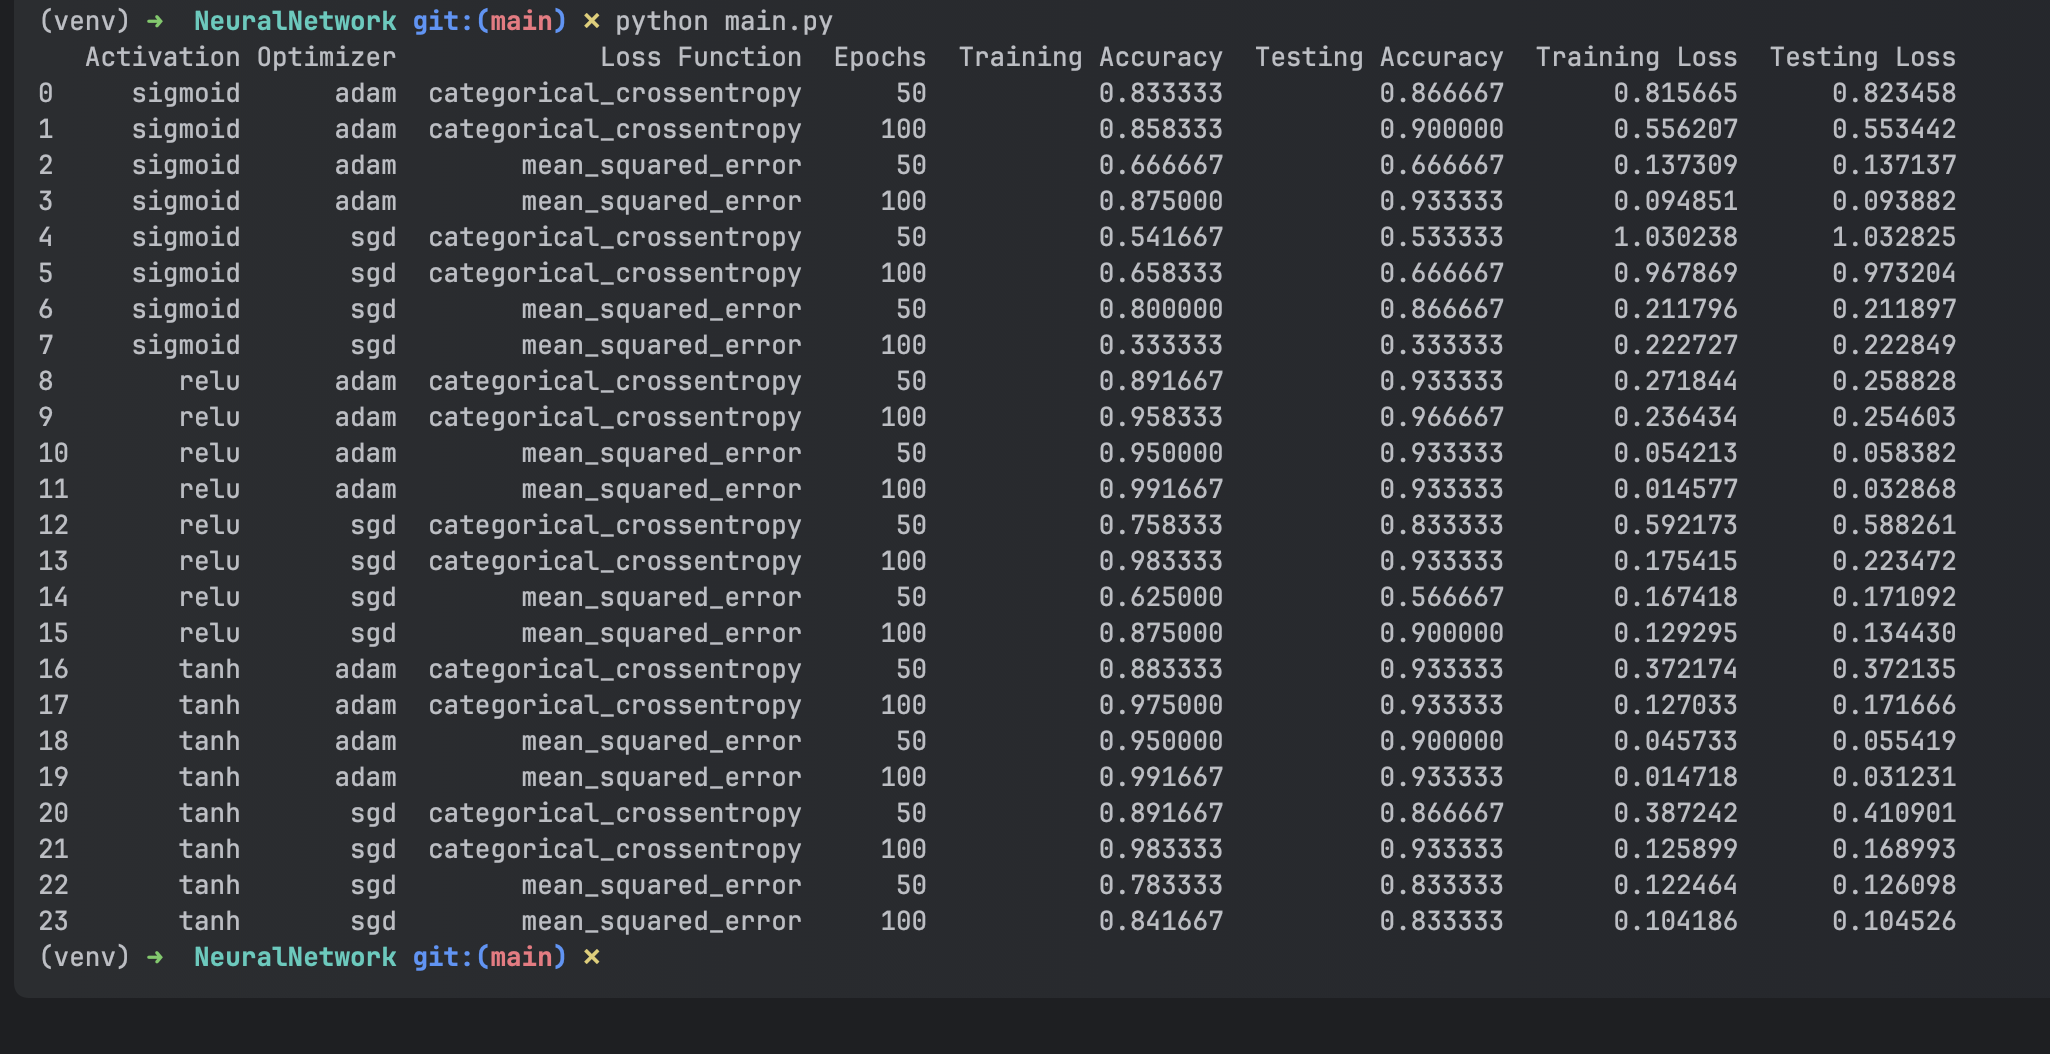 (venv) ➜  NeuralNetwork git:(main) ✗ python main.py
   Activation Optimizer             Loss Function  Epochs  Training Accuracy  Testing Accuracy  Training Loss  Testing Loss
0     sigmoid      adam  categorical_crossentropy      50           0.833333          0.866667       0.815665      0.823458
1     sigmoid      adam  categorical_crossentropy     100           0.858333          0.900000       0.556207      0.553442
2     sigmoid      adam        mean_squared_error      50           0.666667          0.666667       0.137309      0.137137
3     sigmoid      adam        mean_squared_error     100           0.875000          0.933333       0.094851      0.093882
4     sigmoid       sgd  categorical_crossentropy      50           0.541667          0.533333       1.030238      1.032825
5     sigmoid       sgd  categorical_crossentropy     100           0.658333          0.666667       0.967869      0.973204
6     sigmoid       sgd        mean_squared_error      50           0.800000          0.866667       0.211796      0.211897
7     sigmoid       sgd        mean_squared_error     100           0.333333          0.333333       0.222727      0.222849
8        relu      adam  categorical_crossentropy      50           0.891667          0.933333       0.271844      0.258828
9        relu      adam  categorical_crossentropy     100           0.958333          0.966667       0.236434      0.254603
10       relu      adam        mean_squared_error      50           0.950000          0.933333       0.054213      0.058382
11       relu      adam        mean_squared_error     100           0.991667          0.933333       0.014577      0.032868
12       relu       sgd  categorical_crossentropy      50           0.758333          0.833333       0.592173      0.588261
13       relu       sgd  categorical_crossentropy     100           0.983333          0.933333       0.175415      0.223472
14       relu       sgd        mean_squared_error      50           0.625000          0.566667       0.167418      0.171092
15       relu       sgd        mean_squared_error     100           0.875000          0.900000       0.129295      0.134430
16       tanh      adam  categorical_crossentropy      50           0.883333          0.933333       0.372174      0.372135
17       tanh      adam  categorical_crossentropy     100           0.975000          0.933333       0.127033      0.171666
18       tanh      adam        mean_squared_error      50           0.950000          0.900000       0.045733      0.055419
19       tanh      adam        mean_squared_error     100           0.991667          0.933333       0.014718      0.031231
20       tanh       sgd  categorical_crossentropy      50           0.891667          0.866667       0.387242      0.410901
21       tanh       sgd  categorical_crossentropy     100           0.983333          0.933333       0.125899      0.168993
22       tanh       sgd        mean_squared_error      50           0.783333          0.833333       0.122464      0.126098
23       tanh       sgd        mean_squared_error     100           0.841667          0.833333       0.104186      0.104526
(venv) ➜  NeuralNetwork git:(main) ✗